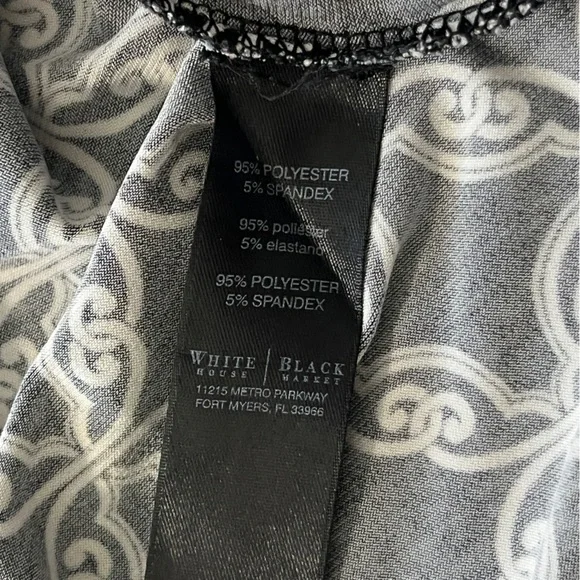 95% POLYESTER
5% SPANDEX
95% poliéster
5% elastano
95% POLYESTER
5% SPANDEX
WHITE | BLACK
HOUSE MARKET
11215 METRO PARKWAY
FORT MYERS, FL 33966